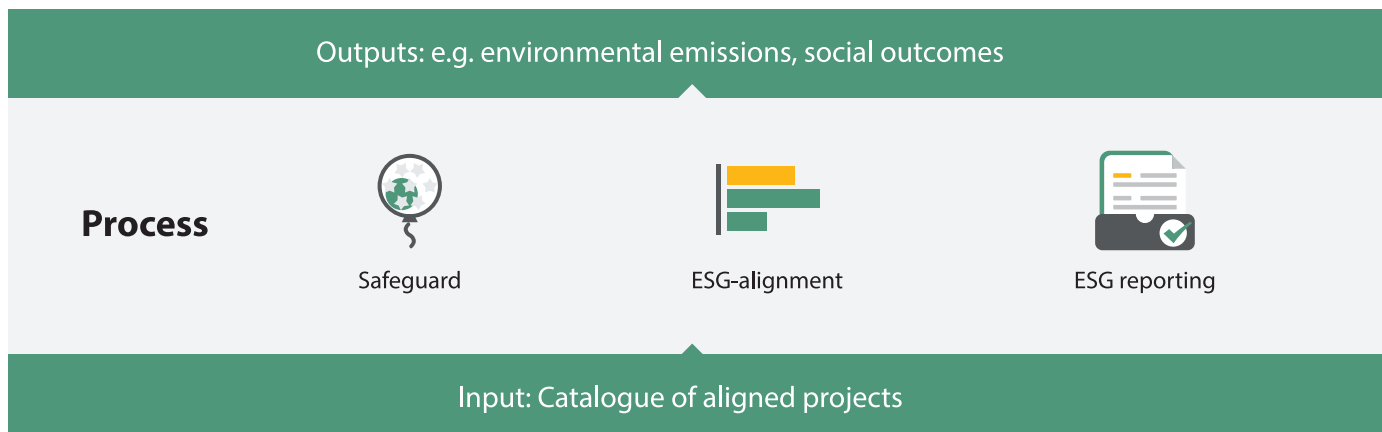 Outputs: e.g. environmental emissions, social outcomes
Process
Safeguard
ESG-alignment
ESG reporting
Input: Catalogue of aligned projects